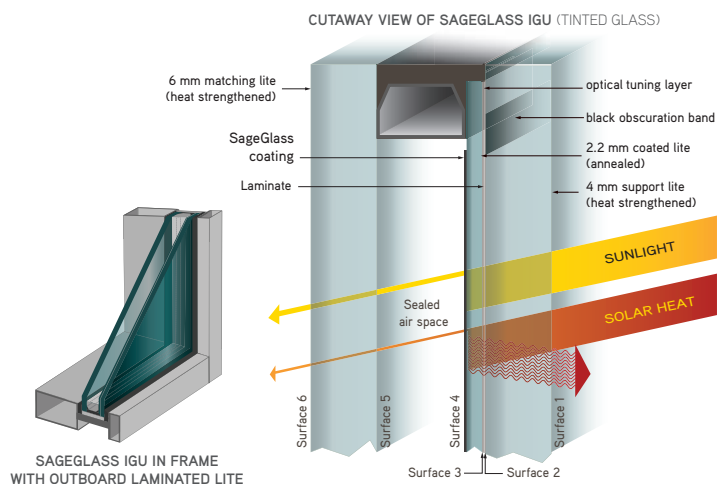 CUTAWAY VIEW OF SAGEGLASS IGU (TINTED GLASS)
6 mm matching lite
(heat strengthened)
optical tuning layer
black obscuration band
SageGlass
coating
2.2 mm coated lite
(annealed)
Laminate
4 mm support lite
(heat strengthened)
SUNLIGHT
Sealed
air space
SOLAR HEAT
Surface 6
Surface 5
Surface 4
Surface 1
Surface 3
Surface 2
SAGEGLASS IGU IN FRAME
WITH OUTBOARD LAMINATED LITE